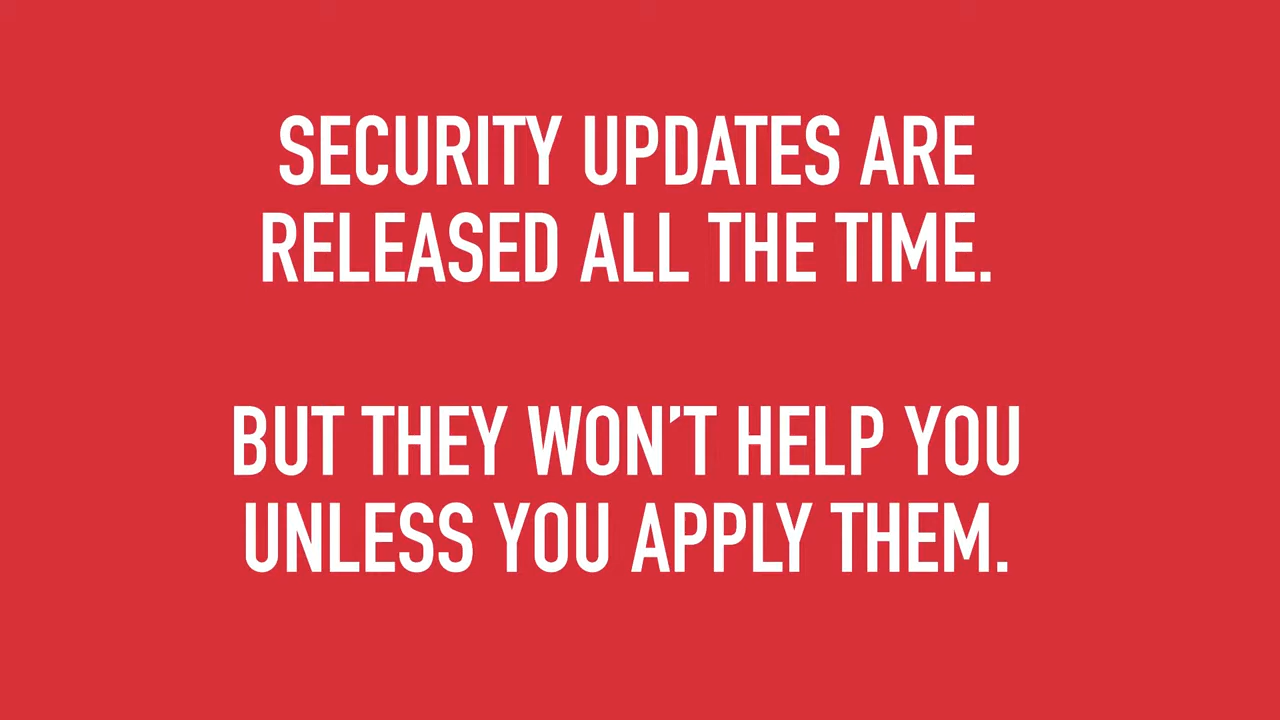 SECURITY UPDATES ARE
RELEASED ALL THE TIME.
BUT THEY WON’T HELP YOU
UNLESS YOU APPLY THEM.